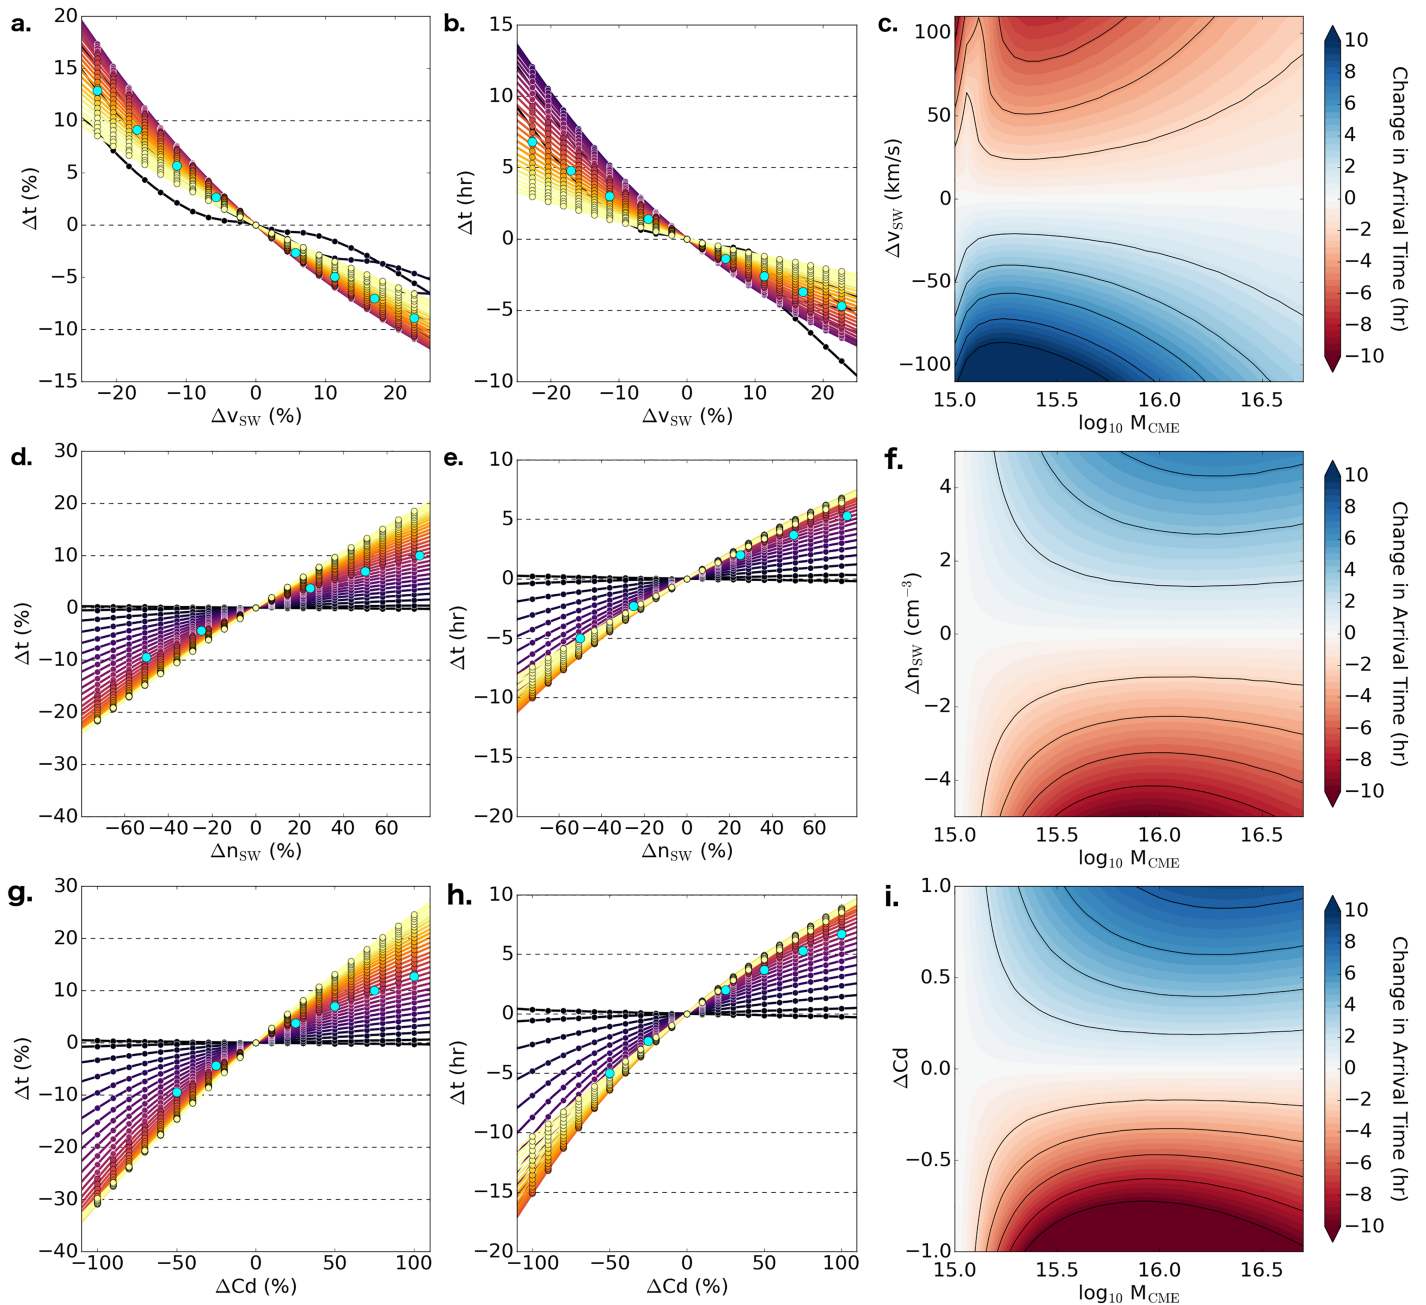 a.
20
15
10
5
0
−5
−10
−15
Δt (%)
−20 −10 0 10 20
Δv_SW (%)
b.
15
10
5
0
−5
−10
Δt (hr)
−20 −10 0 10 20
Δv_SW (%)
c.
100
50
0
−50
−100
Δv_SW (km/s)
15.0 15.5 16.0 16.5
log₁₀ M_CME
10
8
6
4
2
0
−2
−4
−6
−8
−10
Change in Arrival Time (hr)
d.
30
20
10
0
−10
−20
−30
−40
Δt (%)
−60 −40 −20 0 20 40 60
Δn_SW (%)
e.
10
5
0
−5
−10
−15
−20
Δt (hr)
−60 −40 −20 0 20 40 60
Δn_SW (%)
f.
4
2
0
−2
−4
Δn_SW (cm⁻³)
15.0 15.5 16.0 16.5
log₁₀ M_CME
10
8
6
4
2
0
−2
−4
−6
−8
−10
Change in Arrival Time (hr)
g.
30
20
10
0
−10
−20
−30
−40
Δt (%)
−100 −50 0 50 100
ΔCd (%)
h.
10
5
0
−5
−10
−15
−20
Δt (hr)
−100 −50 0 50 100
ΔCd (%)
i.
1.0
0.5
0.0
−0.5
−1.0
ΔCd
15.0 15.5 16.0 16.5
log₁₀ M_CME
10
8
6
4
2
0
−2
−4
−6
−8
−10
Change in Arrival Time (hr)